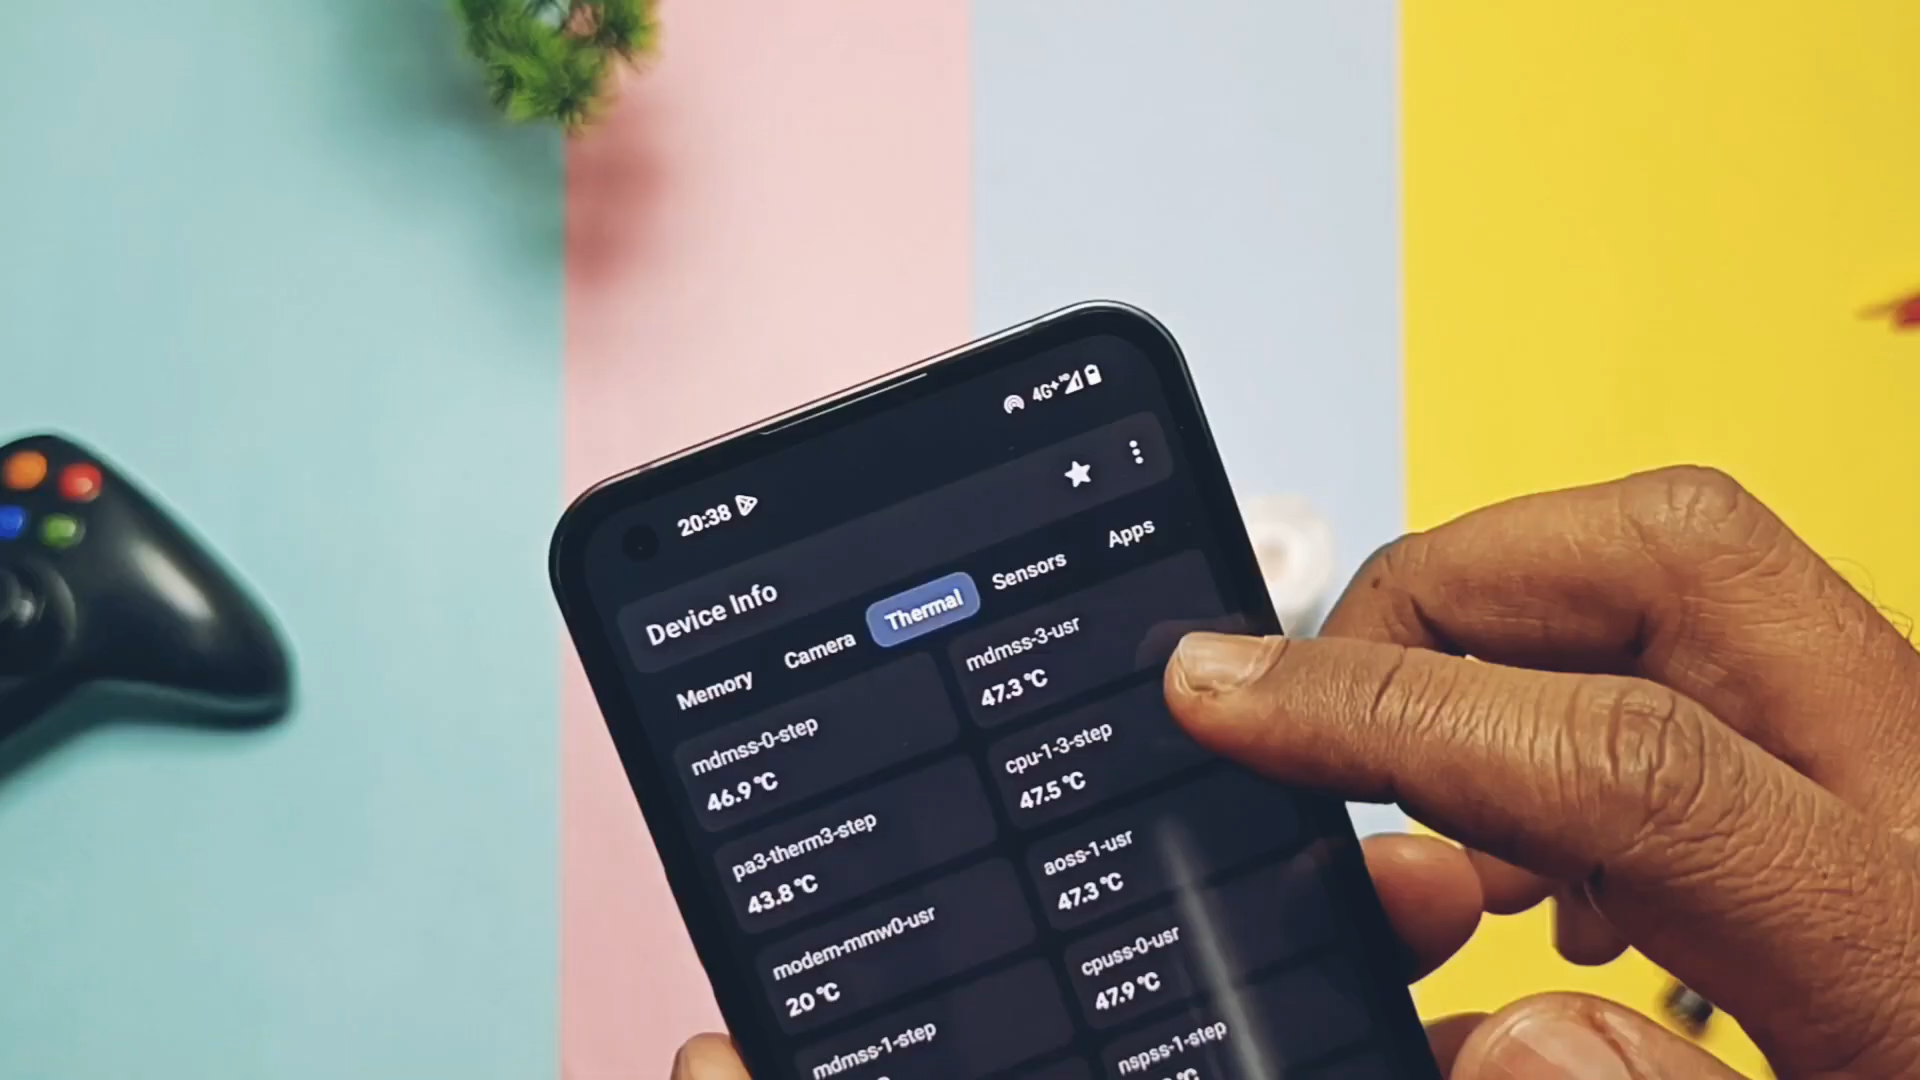 20:38
4G+
Device Info
Memory Camera Thermal Sensors Apps
mdmss-0-step
46.9 °C
mdmss-3-usr
47.3 °C
pa3-therm3-step
43.8 °C
cpu-1-3-step
47.5 °C
modem-mmw0-usr
20 °C
aoss-1-usr
47.3 °C
mdmss-1-step
cpuss-0-usr
47.9 °C
nspss-1-step
°C